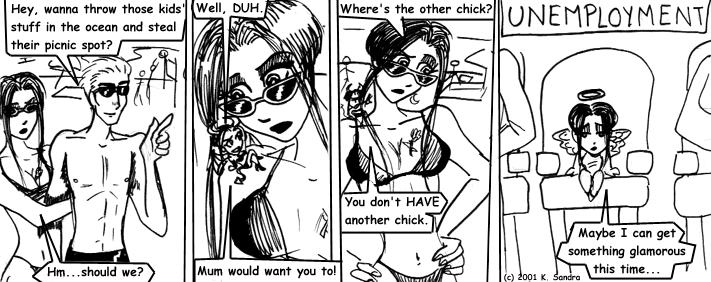 Hey, wanna throw those kids'
stuff in the ocean and steal
their picnic spot?
Hm...should we?
Well, DUH.
Mum would want you to!
Where's the other chick?
You don't HAVE
another chick.
UNEMPLOYMENT
Maybe I can get
something glamorous
this time...
(c) 2001 K. Sandra